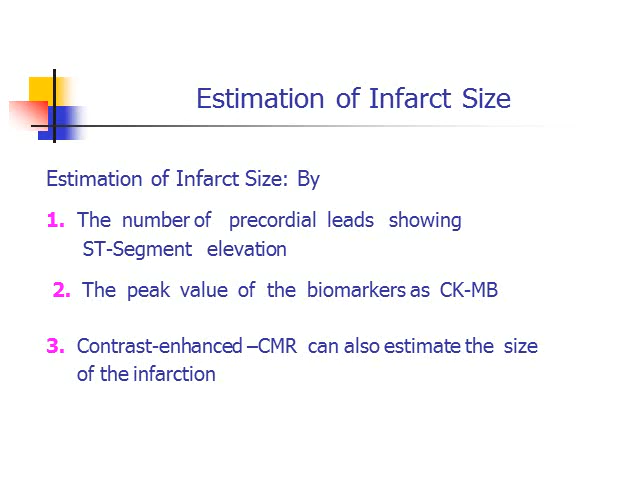 Estimation of Infarct Size
Estimation of Infarct Size: By
1. The number of precordial leads showing
ST-Segment elevation
2. The peak value of the biomarkers as CK-MB
3. Contrast-enhanced –CMR can also estimate the size
of the infarction